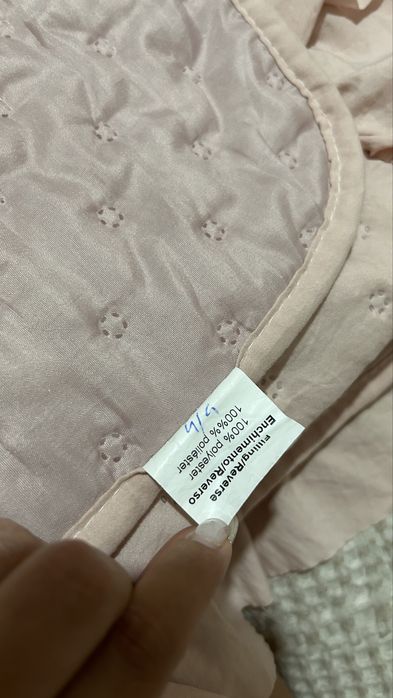 Filling/Reverse
Enchimento/Reverso
100% polyester
100%% poliéster